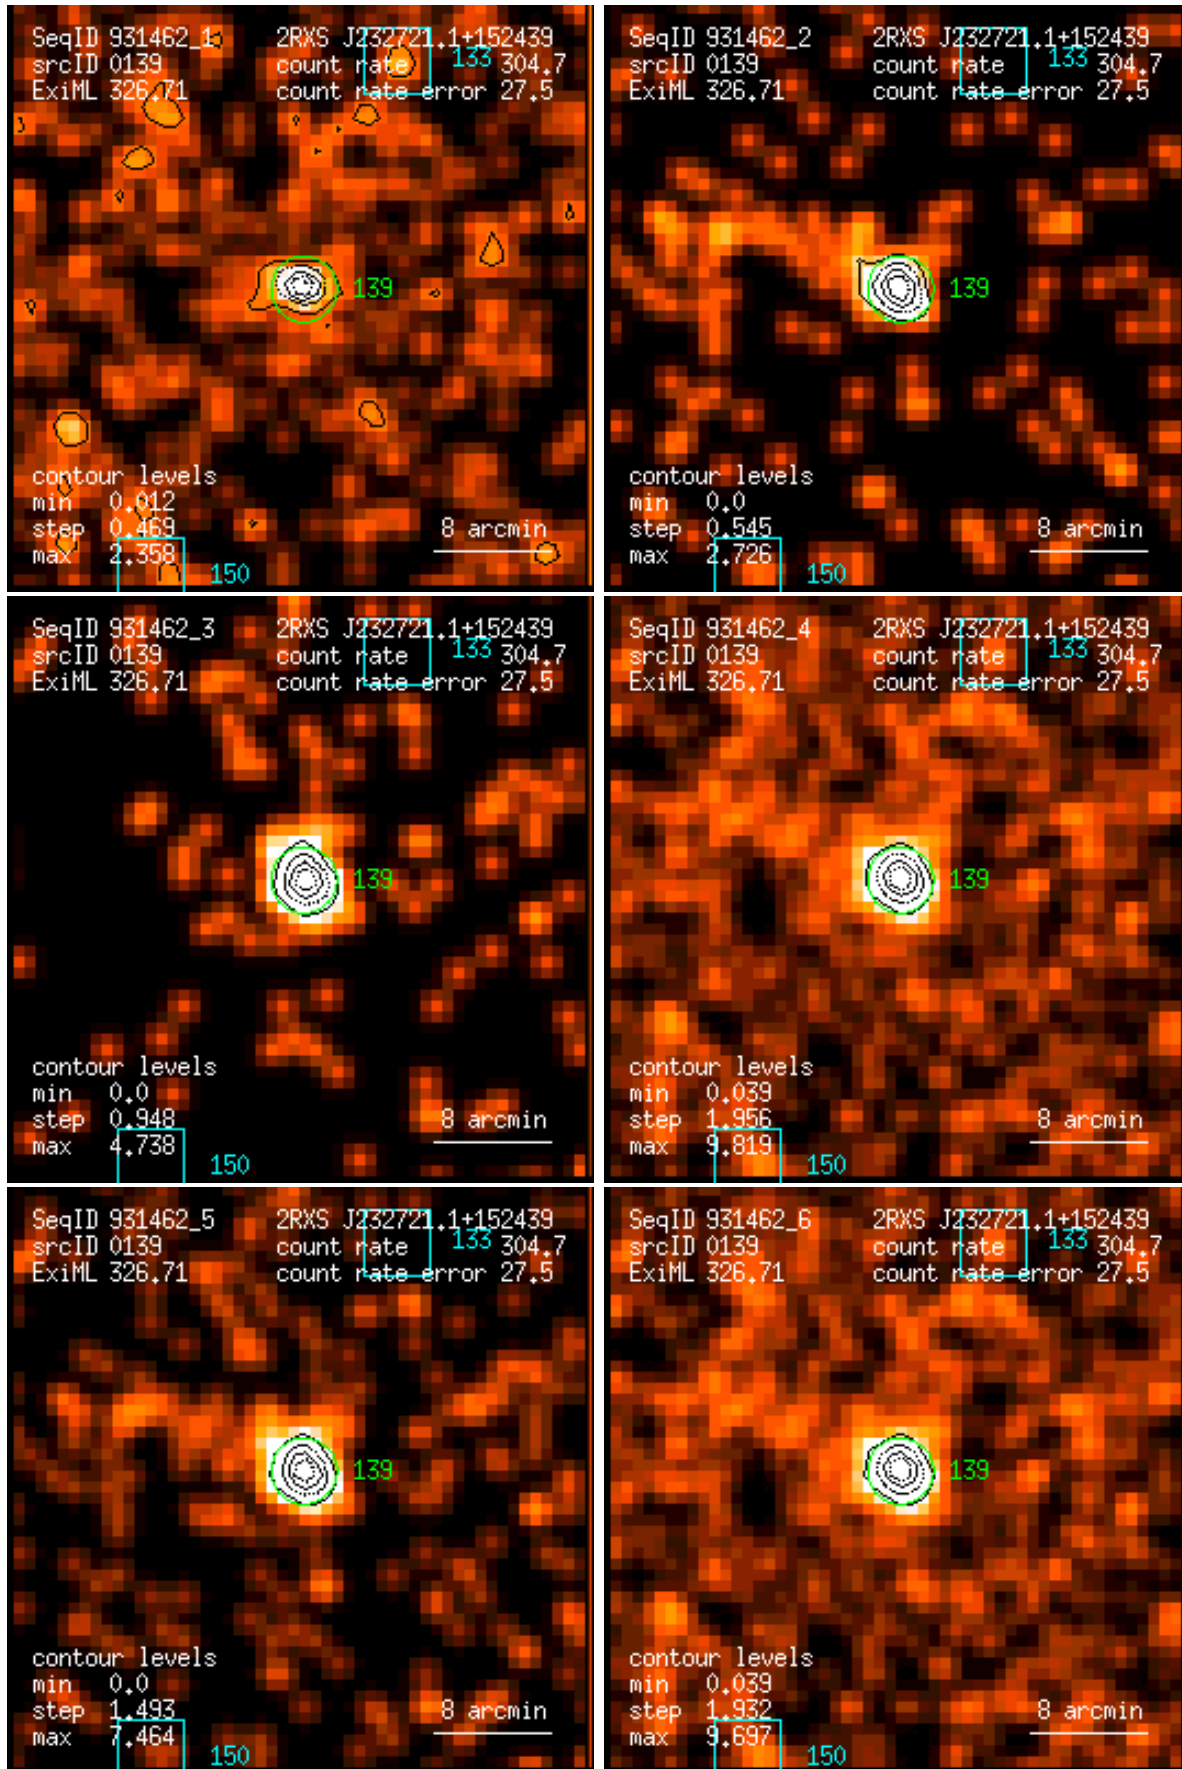 SeqID 931462_1 2RXS J232721.1+152439
srcID 0139 count rate 133 304.7
ExiML 326.71 count rate error 27.5
139
contour levels
min 0.012
step 0.469 8 arcmin
max 2.358
150
SeqID 931462_2 2RXS J232721.1+152439
srcID 0139 count rate 133 304.7
ExiML 326.71 count rate error 27.5
139
contour levels
min 0.0
step 0.545 8 arcmin
max 2.726
150
SeqID 931462_3 2RXS J232721.1+152439
srcID 0139 count rate 133 304.7
ExiML 326.71 count rate error 27.5
139
contour levels
min 0.0
step 0.948 8 arcmin
max 4.738
150
SeqID 931462_4 2RXS J232721.1+152439
srcID 0139 count rate 133 304.7
ExiML 326.71 count rate error 27.5
139
contour levels
min 0.039
step 1.956 8 arcmin
max 9.819
150
SeqID 931462_5 2RXS J232721.1+152439
srcID 0139 count rate 133 304.7
ExiML 326.71 count rate error 27.5
139
contour levels
min 0.0
step 1.493 8 arcmin
max 7.464
150
SeqID 931462_6 2RXS J232721.1+152439
srcID 0139 count rate 133 304.7
ExiML 326.71 count rate error 27.5
139
contour levels
min 0.039
step 1.932 8 arcmin
max 9.697
150